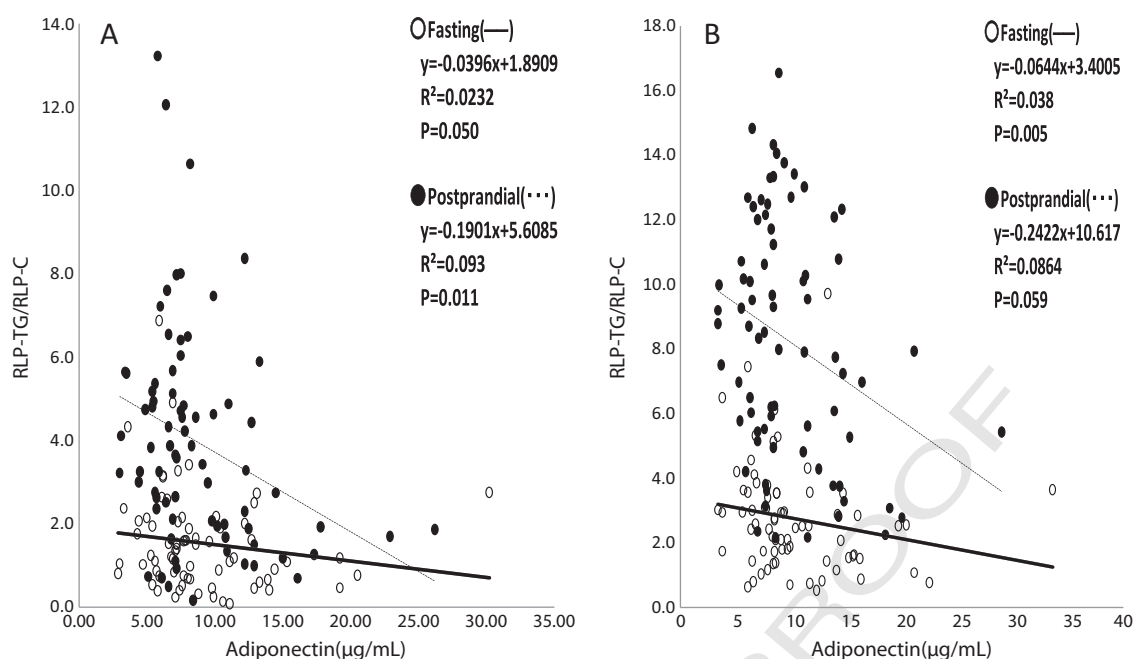 A
Fasting(—)
y=-0.0396x+1.8909
R²=0.0232
P=0.050
Postprandial(···)
y=-0.1901x+5.6085
R²=0.093
P=0.011
14.0
12.0
10.0
8.0
6.0
4.0
2.0
0.0
RLP-TG/RLP-C
0.00 5.00 10.00 15.00 20.00 25.00 30.00 35.00
Adiponectin(μg/mL)
B
Fasting(—)
y=-0.0644x+3.4005
R²=0.038
P=0.005
Postprandial(···)
y=-0.2422x+10.617
R²=0.0864
P=0.059
18.0
16.0
14.0
12.0
10.0
8.0
6.0
4.0
2.0
0.0
RLP-TG/RLP-C
0 5 10 15 20 25 30 35 40
Adiponectin(μg/mL)
PROOF